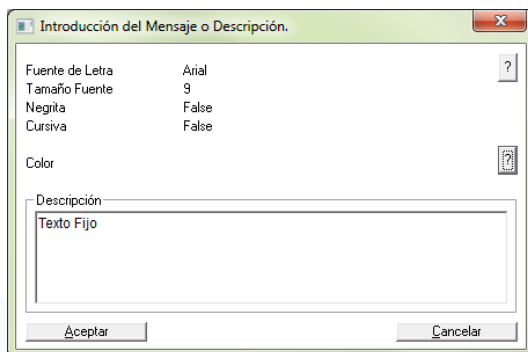 Introducción del Mensaje o Descripción.
Fuente de Letra Arial ?
Tamaño Fuente 9
Negrita False
Cursiva False
Color ?
Descripción
Texto Fijo
Aceptar Cancelar